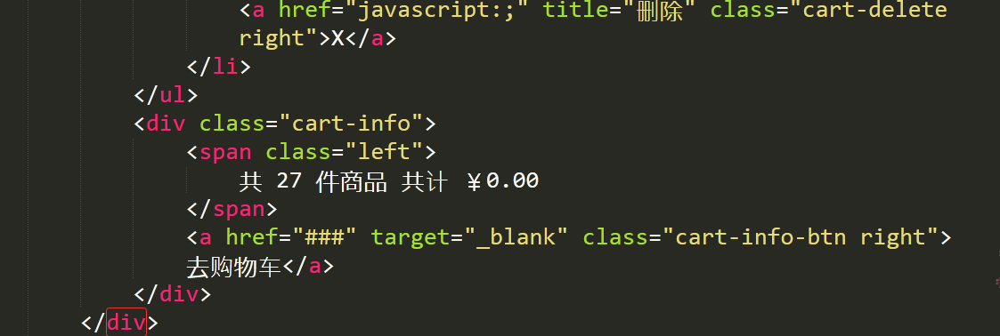 <a href="javascript:;" title="删除" class="cart-delete
right">X</a>
</li>
</ul>
<div class="cart-info">
<span class="left">
共 27 件商品 共计 ￥0.00
</span>
<a href="###" target="_blank" class="cart-info-btn right">
去购物车</a>
</div>
</div>